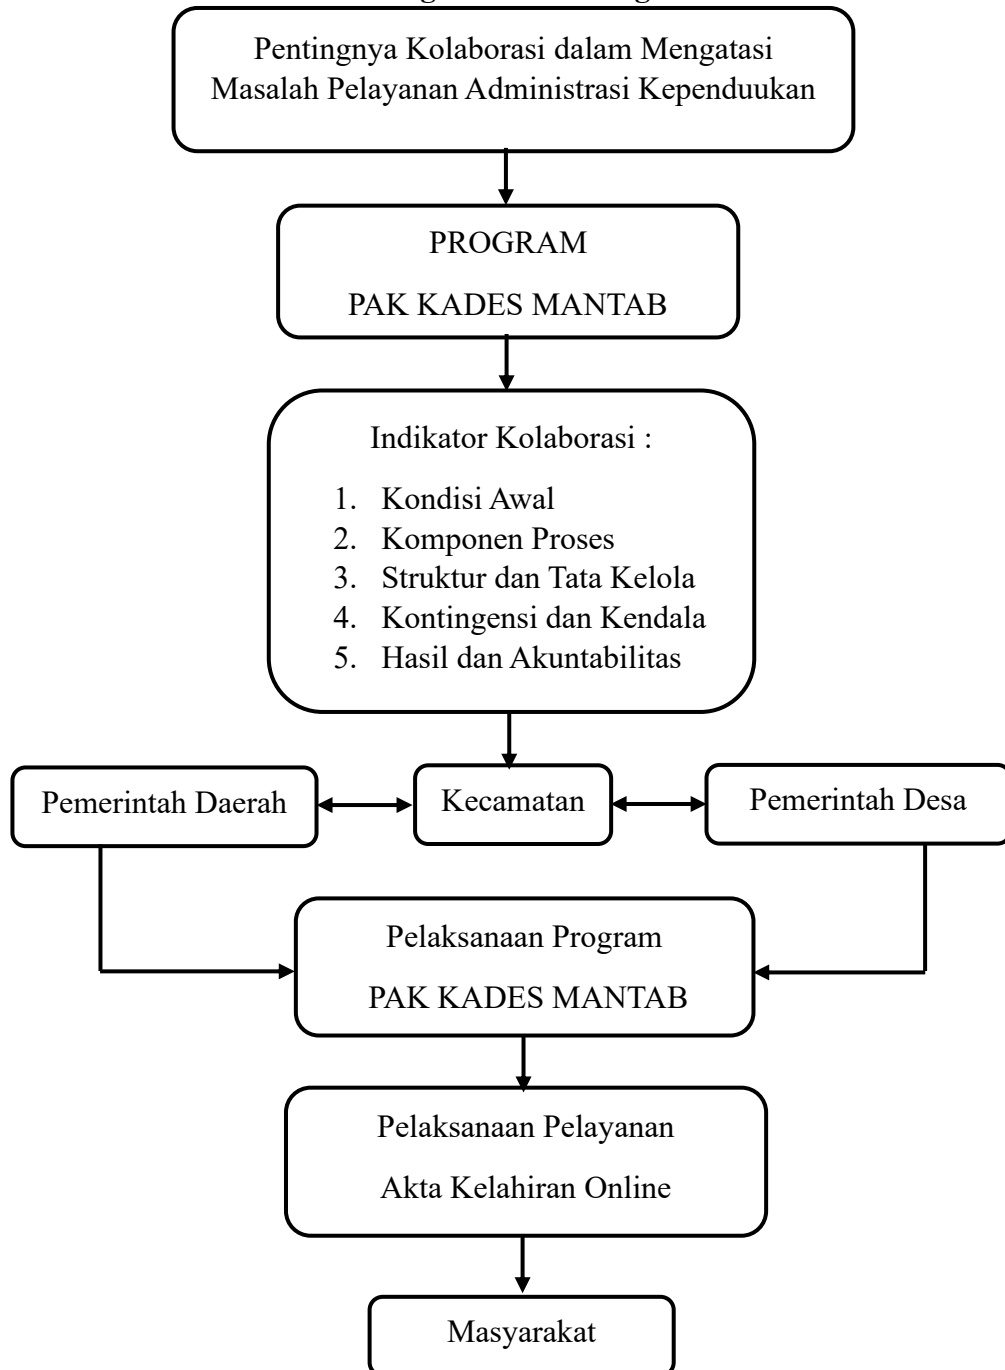 Pentingnya Kolaborasi dalam Mengatasi
Masalah Pelayanan Administrasi Kependuukan
PROGRAM
PAK KADES MANTAB
Indikator Kolaborasi :
1. Kondisi Awal
2. Komponen Proses
3. Struktur dan Tata Kelola
4. Kontingensi dan Kendala
5. Hasil dan Akuntabilitas
Pemerintah Daerah
Kecamatan
Pemerintah Desa
Pelaksanaan Program
PAK KADES MANTAB
Pelaksanaan Pelayanan
Akta Kelahiran Online
Masyarakat